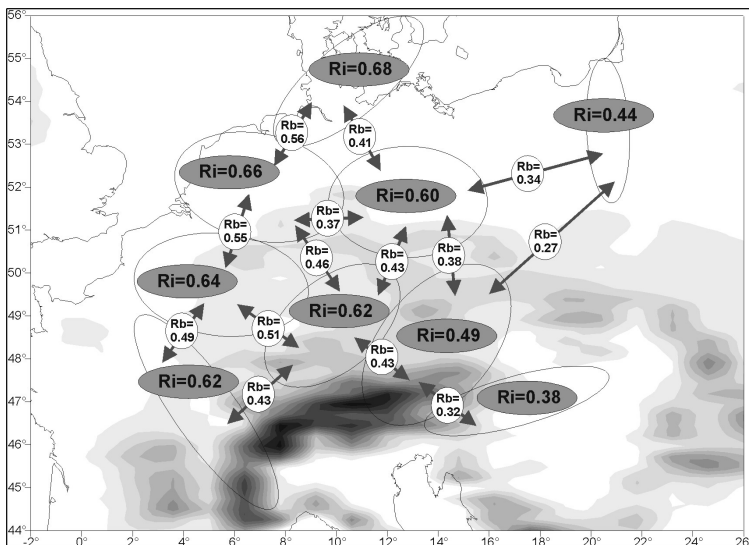 56°
55°
54°
53°
52°
51°
50°
49°
48°
47°
46°
45°
44°
Ri=0.68
Ri=0.44
Rb=
0.56
Rb=
0.41
Ri=0.66
Rb=
0.34
Ri=0.60
Rb=
0.37
Rb=
0.55
Rb=
0.27
Rb=
0.46
Rb=
0.43
Rb=
0.38
Ri=0.64
Ri=0.62
Rb=
0.49
Rb=
0.51
Ri=0.49
Rb=
0.43
Ri=0.62
Rb=
0.43
Rb=
0.32
Ri=0.38
-2 0° 2° 4° 6° 8° 10° 12° 14° 16° 18° 20° 22° 24° 26°